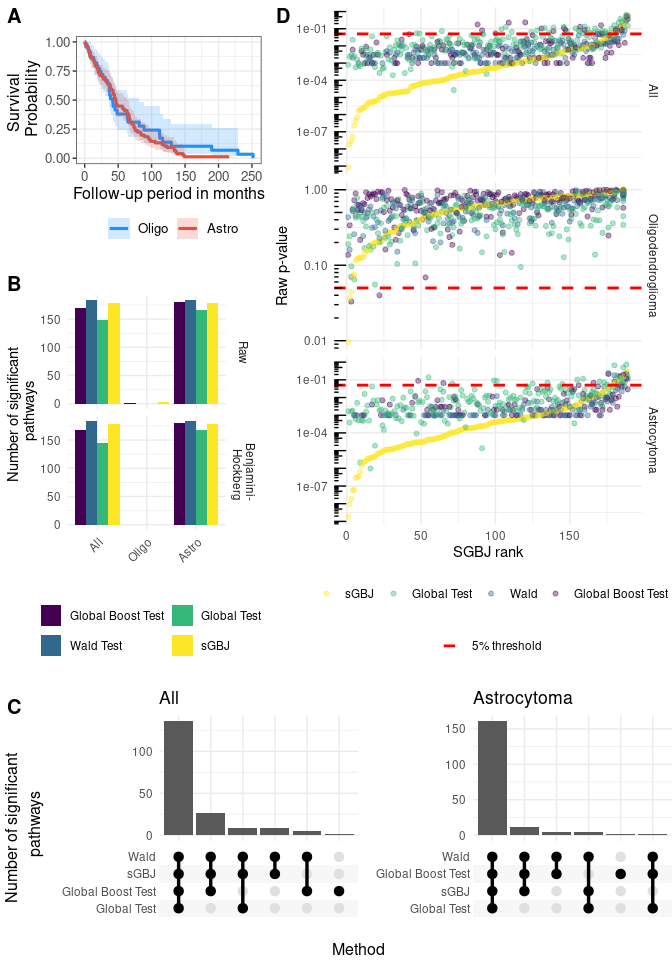 A
Survival
Probability
1.00
0.75
0.50
0.25
0.00
0
50
100
150
200
250
Follow-up period in months
Oligo
Astro
B
Number of significant
pathways
150
100
50
0
Raw
150
100
50
0
Benjamini-
Hockberg
All
Oligo
Astro
Global Boost Test
Global Test
Wald Test
sGBJ
D
Raw p-value
1e-01
1e-04
1e-07
All
1.00
0.10
0.01
Oligodendroglioma
1e-01
1e-04
1e-07
Astrocytoma
0
50
100
150
SGBJ rank
sGBJ
Global Test
Wald
Global Boost Test
5% threshold
C
Number of significant
pathways
All
100
50
0
Wald
sGBJ
Global Boost Test
Global Test
Astrocytoma
150
100
50
0
Wald
Global Boost Test
sGBJ
Global Test
Method